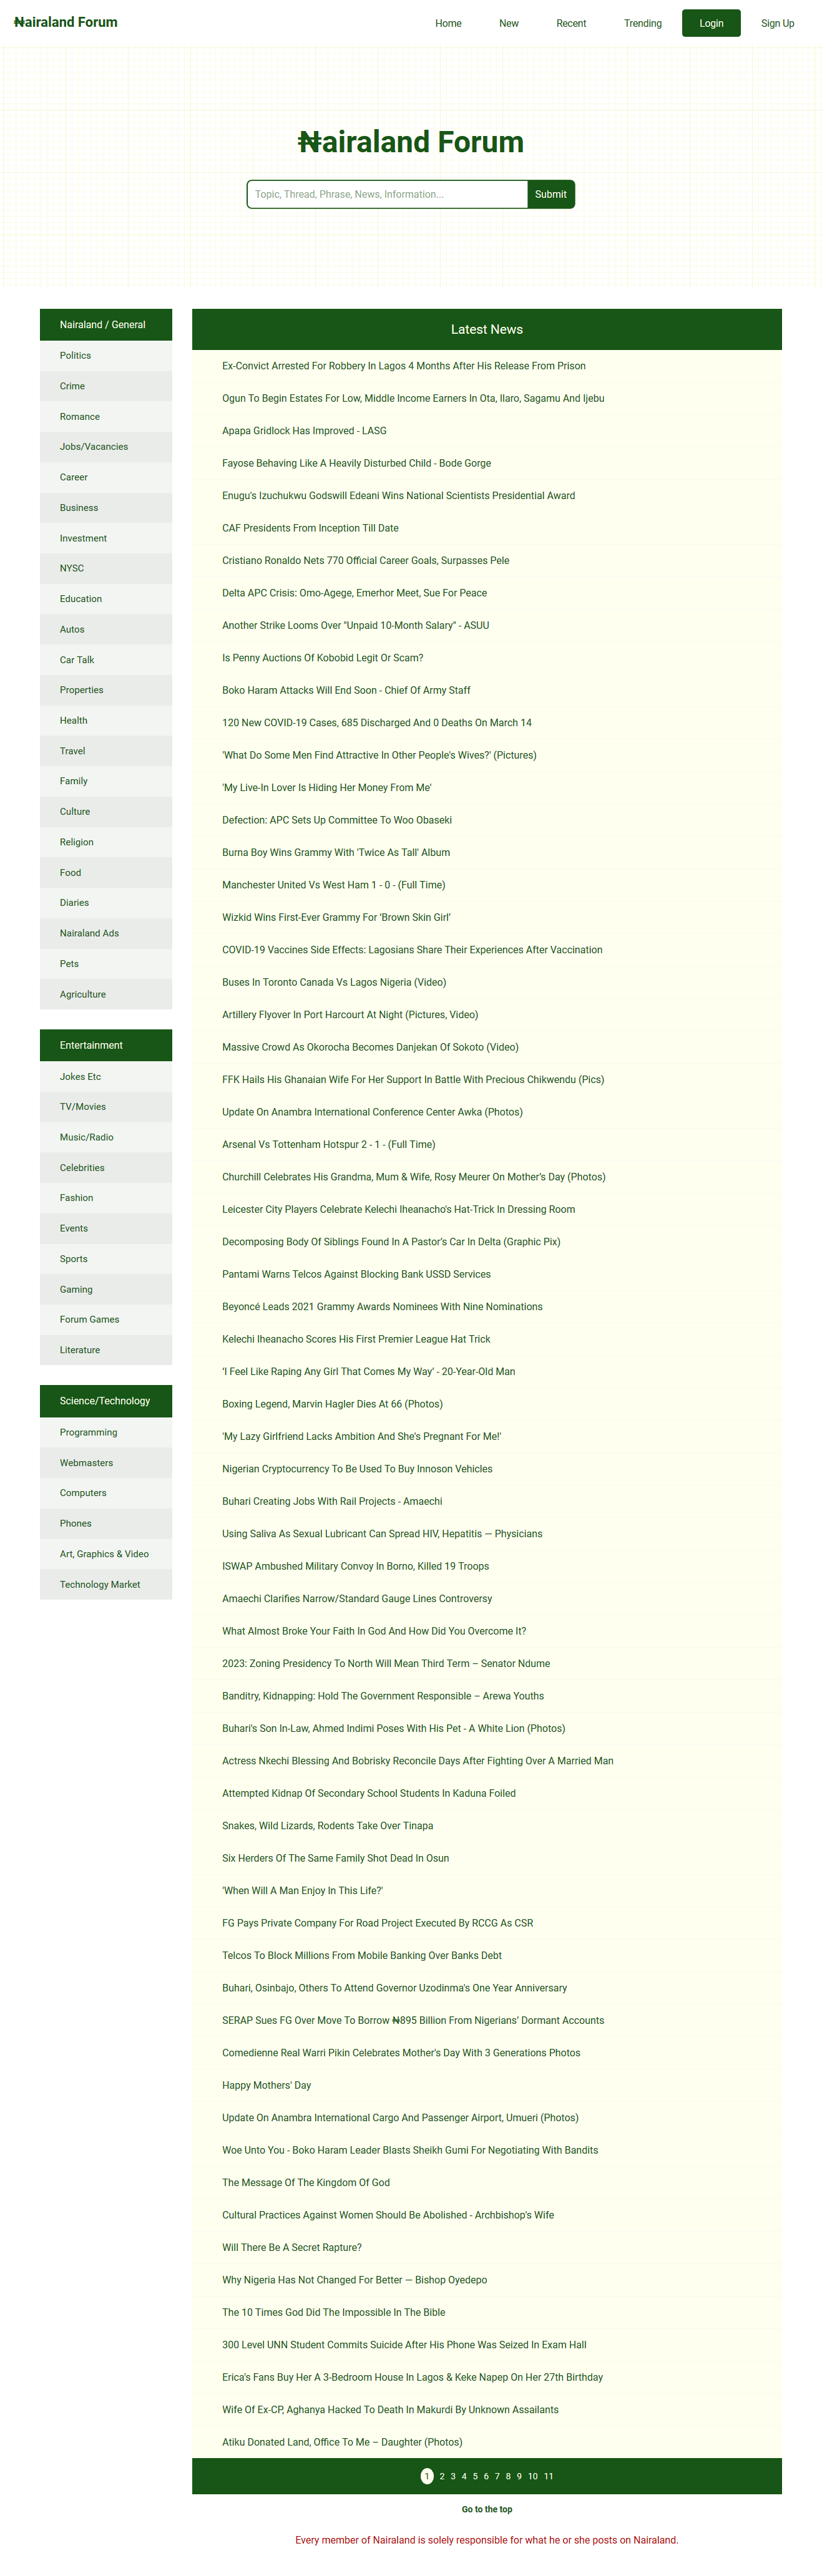 ₦airaland Forum
Home New Recent Trending Login Sign Up
₦airaland Forum
Topic, Thread, Phrase, News, Information... Submit
Nairaland / General
Politics
Crime
Romance
Jobs/Vacancies
Career
Business
Investment
NYSC
Education
Autos
Car Talk
Properties
Health
Travel
Family
Culture
Religion
Food
Diaries
Nairaland Ads
Pets
Agriculture
Entertainment
Jokes Etc
TV/Movies
Music/Radio
Celebrities
Fashion
Events
Sports
Gaming
Forum Games
Literature
Science/Technology
Programming
Webmasters
Computers
Phones
Art, Graphics & Video
Technology Market
Latest News
Ex-Convict Arrested For Robbery In Lagos 4 Months After His Release From Prison
Ogun To Begin Estates For Low, Middle Income Earners In Ota, Ilaro, Sagamu And Ijebu
Apapa Gridlock Has Improved - LASG
Fayose Behaving Like A Heavily Disturbed Child - Bode Gorge
Enugu's Izuchukwu Godswill Edeani Wins National Scientists Presidential Award
CAF Presidents From Inception Till Date
Cristiano Ronaldo Nets 770 Official Career Goals, Surpasses Pele
Delta APC Crisis: Omo-Agege, Emerhor Meet, Sue For Peace
Another Strike Looms Over "Unpaid 10-Month Salary" - ASUU
Is Penny Auctions Of Kobobid Legit Or Scam?
Boko Haram Attacks Will End Soon - Chief Of Army Staff
120 New COVID-19 Cases, 685 Discharged And 0 Deaths On March 14
'What Do Some Men Find Attractive In Other People's Wives?' (Pictures)
'My Live-In Lover Is Hiding Her Money From Me'
Defection: APC Sets Up Committee To Woo Obaseki
Burna Boy Wins Grammy With 'Twice As Tall' Album
Manchester United Vs West Ham 1 - 0 - (Full Time)
Wizkid Wins First-Ever Grammy For ‘Brown Skin Girl’
COVID-19 Vaccines Side Effects: Lagosians Share Their Experiences After Vaccination
Buses In Toronto Canada Vs Lagos Nigeria (Video)
Artillery Flyover In Port Harcourt At Night (Pictures, Video)
Massive Crowd As Okorocha Becomes Danjekan Of Sokoto (Video)
FFK Hails His Ghanaian Wife For Her Support In Battle With Precious Chikwendu (Pics)
Update On Anambra International Conference Center Awka (Photos)
Arsenal Vs Tottenham Hotspur 2 - 1 - (Full Time)
Churchill Celebrates His Grandma, Mum & Wife, Rosy Meurer On Mother’s Day (Photos)
Leicester City Players Celebrate Kelechi Iheanacho's Hat-Trick In Dressing Room
Decomposing Body Of Siblings Found In A Pastor’s Car In Delta (Graphic Pix)
Pantami Warns Telcos Against Blocking Bank USSD Services
Beyoncé Leads 2021 Grammy Awards Nominees With Nine Nominations
Kelechi Iheanacho Scores His First Premier League Hat Trick
‘I Feel Like Raping Any Girl That Comes My Way’ - 20-Year-Old Man
Boxing Legend, Marvin Hagler Dies At 66 (Photos)
'My Lazy Girlfriend Lacks Ambition And She's Pregnant For Me!'
Nigerian Cryptocurrency To Be Used To Buy Innoson Vehicles
Buhari Creating Jobs With Rail Projects - Amaechi
Using Saliva As Sexual Lubricant Can Spread HIV, Hepatitis — Physicians
ISWAP Ambushed Military Convoy In Borno, Killed 19 Troops
Amaechi Clarifies Narrow/Standard Gauge Lines Controversy
What Almost Broke Your Faith In God And How Did You Overcome It?
2023: Zoning Presidency To North Will Mean Third Term – Senator Ndume
Banditry, Kidnapping: Hold The Government Responsible – Arewa Youths
Buhari's Son In-Law, Ahmed Indimi Poses With His Pet - A White Lion (Photos)
Actress Nkechi Blessing And Bobrisky Reconcile Days After Fighting Over A Married Man
Attempted Kidnap Of Secondary School Students In Kaduna Foiled
Snakes, Wild Lizards, Rodents Take Over Tinapa
Six Herders Of The Same Family Shot Dead In Osun
'When Will A Man Enjoy In This Life?'
FG Pays Private Company For Road Project Executed By RCCG As CSR
Telcos To Block Millions From Mobile Banking Over Banks Debt
Buhari, Osinbajo, Others To Attend Governor Uzodinma's One Year Anniversary
SERAP Sues FG Over Move To Borrow ₦895 Billion From Nigerians’ Dormant Accounts
Comedienne Real Warri Pikin Celebrates Mother's Day With 3 Generations Photos
Happy Mothers' Day
Update On Anambra International Cargo And Passenger Airport, Umueri (Photos)
Woe Unto You - Boko Haram Leader Blasts Sheikh Gumi For Negotiating With Bandits
The Message Of The Kingdom Of God
Cultural Practices Against Women Should Be Abolished - Archbishop's Wife
Will There Be A Secret Rapture?
Why Nigeria Has Not Changed For Better — Bishop Oyedepo
The 10 Times God Did The Impossible In The Bible
300 Level UNN Student Commits Suicide After His Phone Was Seized In Exam Hall
Erica's Fans Buy Her A 3-Bedroom House In Lagos & Keke Napep On Her 27th Birthday
Wife Of Ex-CP, Aghanya Hacked To Death In Makurdi By Unknown Assailants
Atiku Donated Land, Office To Me – Daughter (Photos)
1 2 3 4 5 6 7 8 9 10 11
Go to the top
Every member of Nairaland is solely responsible for what he or she posts on Nairaland.